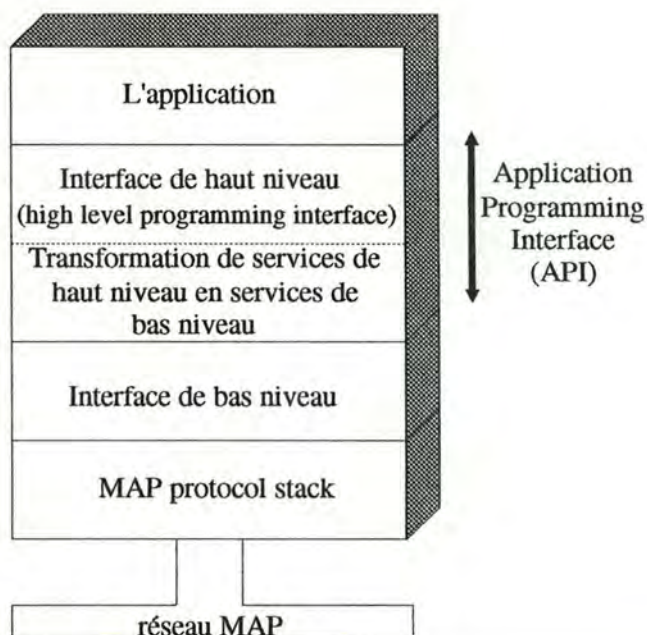 L'application
Interface de haut niveau
(high level programming interface)
Transformation de services de
haut niveau en services de
bas niveau
Interface de bas niveau
MAP protocol stack
réseau MAP
Application
Programming
Interface
(API)